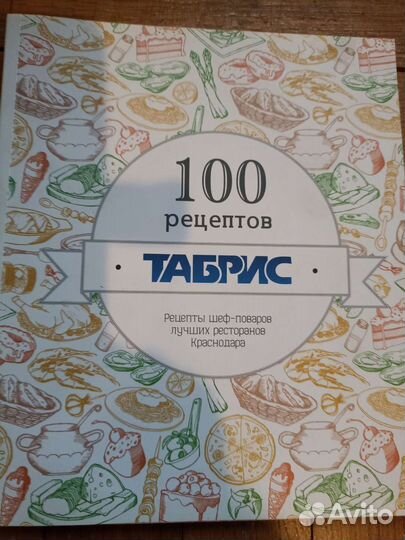 100
рецептов
· ТАБРИС ·
Рецепты шеф-поваров
лучших ресторанов
Краснодара
Avito